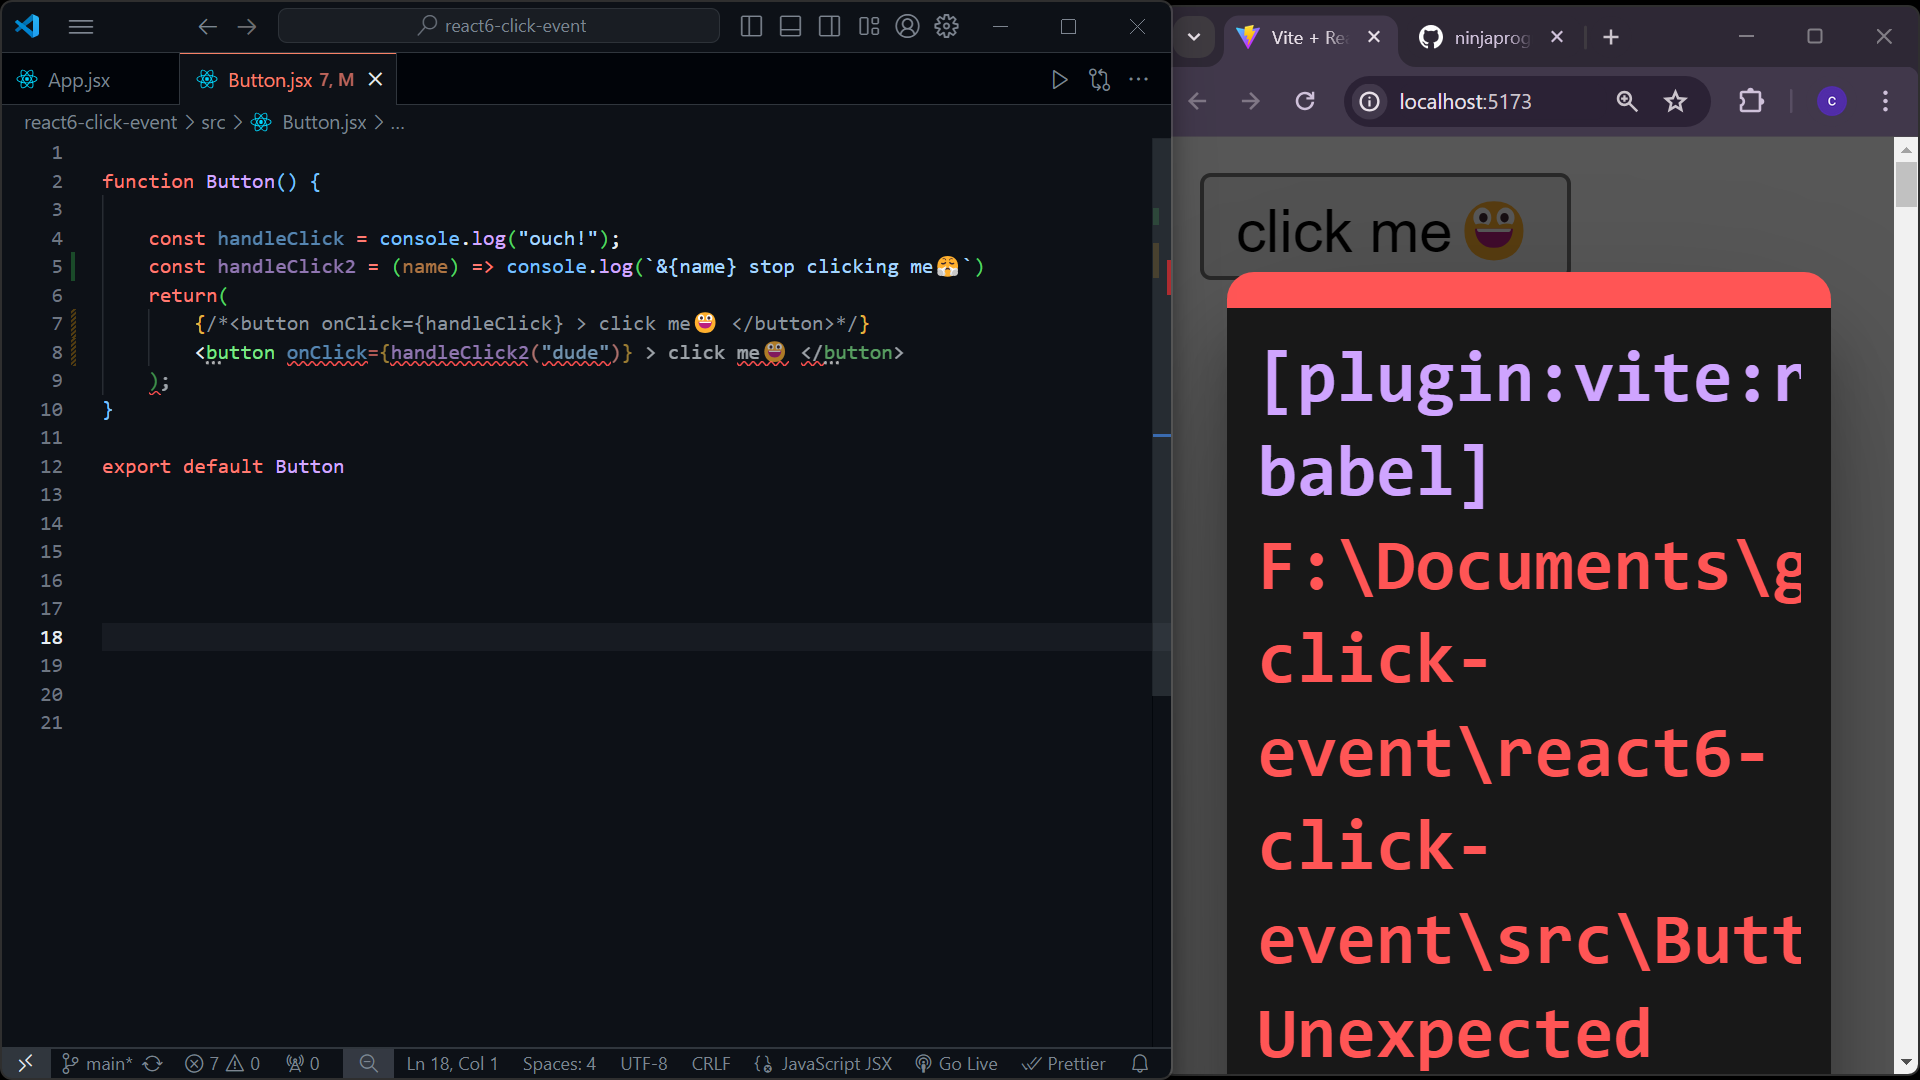 react6-click-event
App.jsx
Button.jsx 7, M
react6-click-event > src > Button.jsx > ...
1
2 function Button() {
3
4 const handleClick = console.log("ouch!");
5 const handleClick2 = (name) => console.log(`&{name} stop clicking me😤`)
6 return(
7 {/*<button onClick={handleClick} > click me😀 </button>*/}
8 <button onClick={handleClick2("dude")} > click me😀 </button>
9 );
10 }
11
12 export default Button
13
14
15
16
17
18
19
20
21
main* 7 0 0 Ln 18, Col 1 Spaces: 4 UTF-8 CRLF JavaScript JSX Go Live Prettier
Vite + Re
ninjaprog
localhost:5173
c
click me😀
[plugin:vite:r
babel]
F:\Documents\g
click-
event\react6-
click-
event\src\Butt
Unexpected